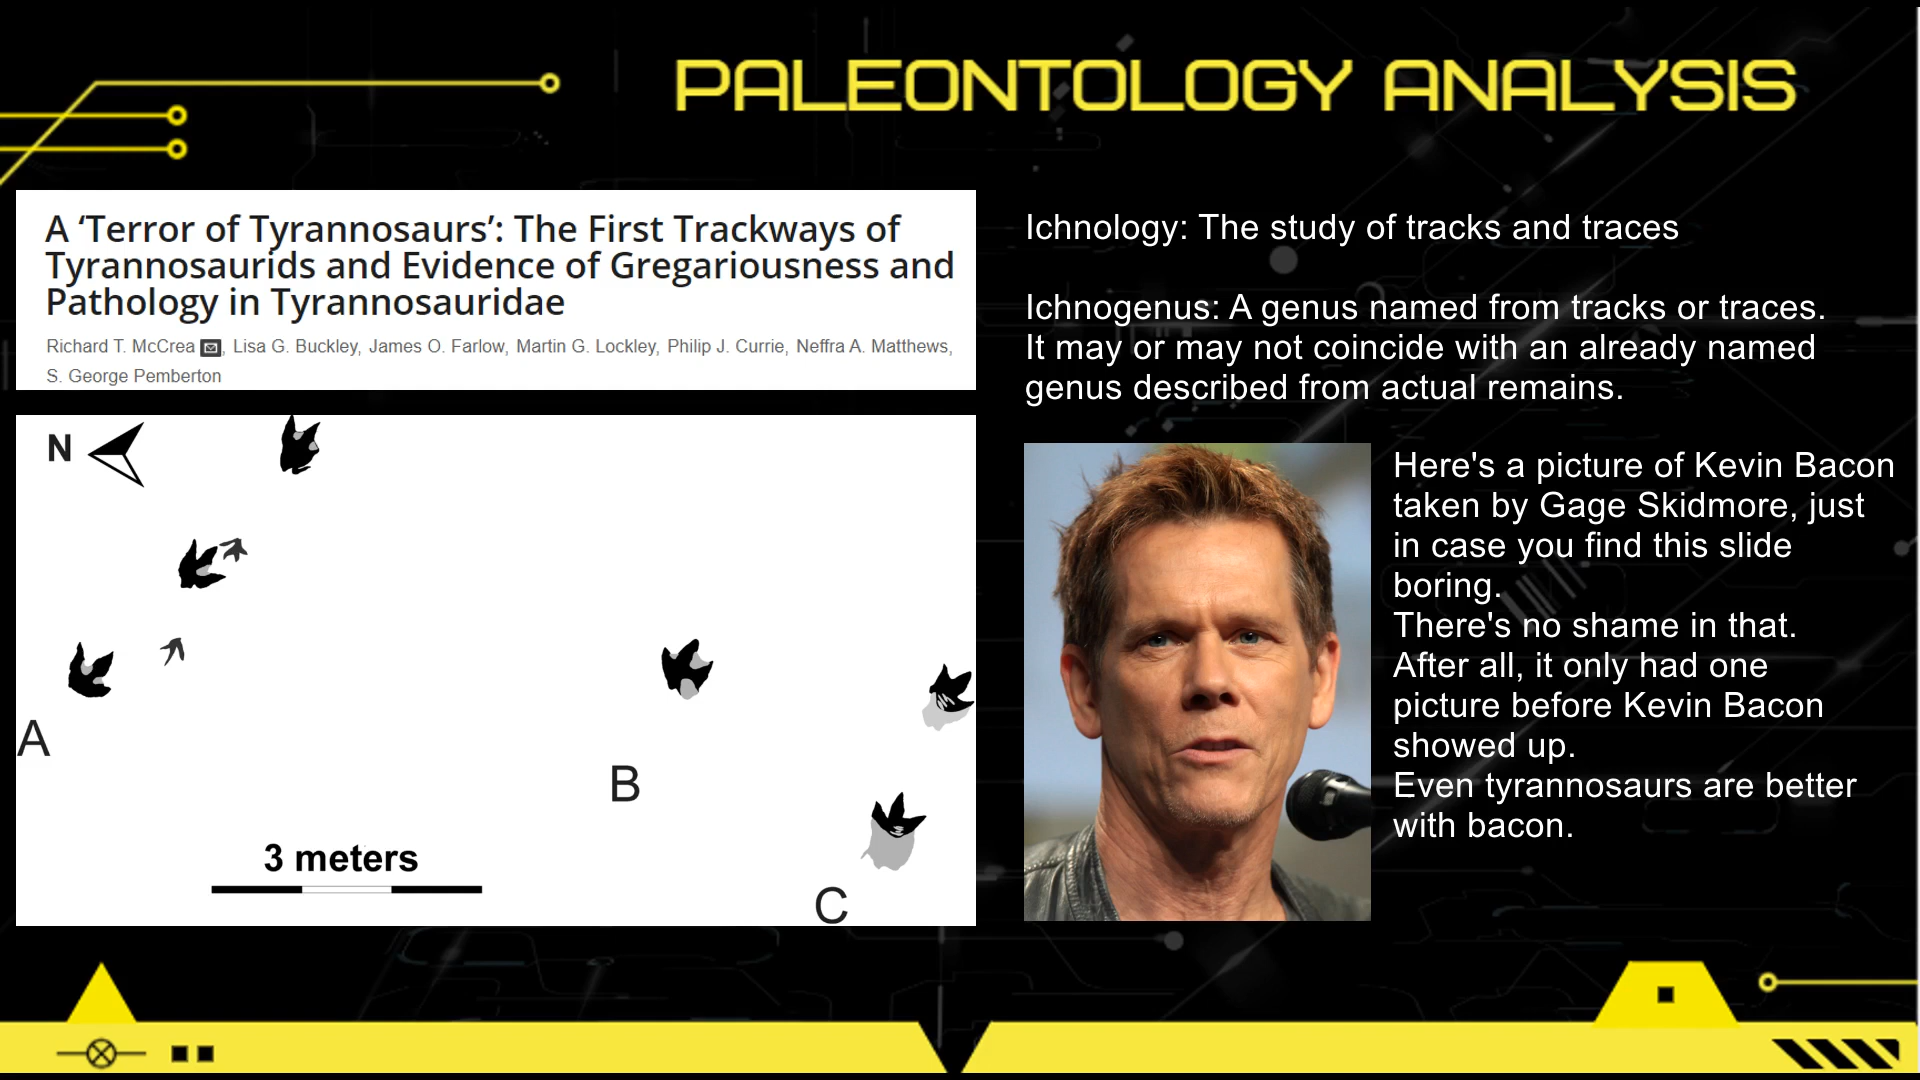 PALEONTOLOGY ANALYSIS
A ‘Terror of Tyrannosaurs’: The First Trackways of
Tyrannosaurids and Evidence of Gregariousness and
Pathology in Tyrannosauridae
Richard T. McCrea, Lisa G. Buckley, James O. Farlow, Martin G. Lockley, Philip J. Currie, Neffra A. Matthews,
S. George Pemberton
N
A
B
3 meters
C
Ichnology: The study of tracks and traces
Ichnogenus: A genus named from tracks or traces.
It may or may not coincide with an already named
genus described from actual remains.
Here's a picture of Kevin Bacon
taken by Gage Skidmore, just
in case you find this slide
boring.
There's no shame in that.
After all, it only had one
picture before Kevin Bacon
showed up.
Even tyrannosaurs are better
with bacon.